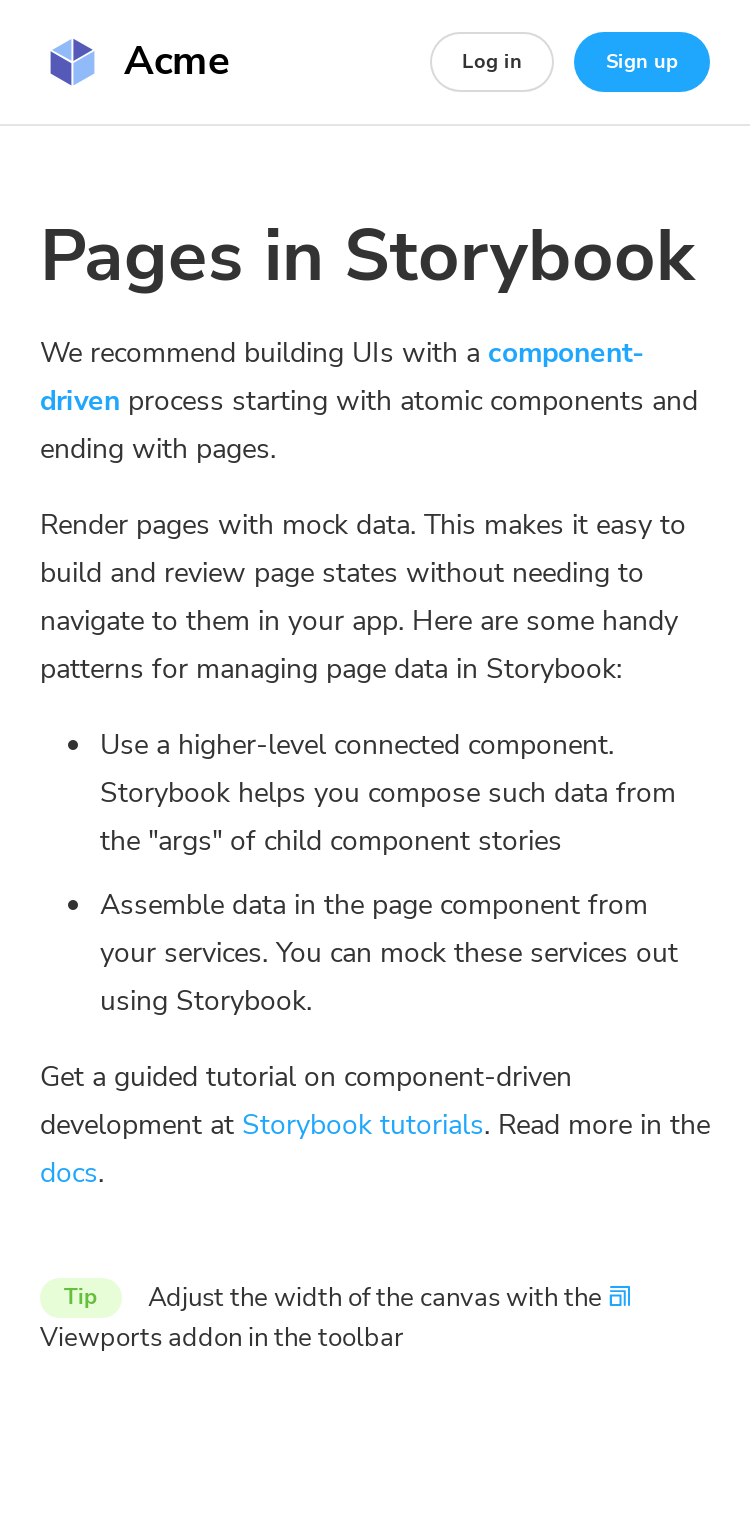 Acme
Log in
Sign up
Pages in Storybook
We recommend building UIs with a component-
driven process starting with atomic components and
ending with pages.
Render pages with mock data. This makes it easy to
build and review page states without needing to
navigate to them in your app. Here are some handy
patterns for managing page data in Storybook:
Use a higher-level connected component.
Storybook helps you compose such data from
the "args" of child component stories
Assemble data in the page component from
your services. You can mock these services out
using Storybook.
Get a guided tutorial on component-driven
development at Storybook tutorials. Read more in the
docs.
Tip Adjust the width of the canvas with the
Viewports addon in the toolbar